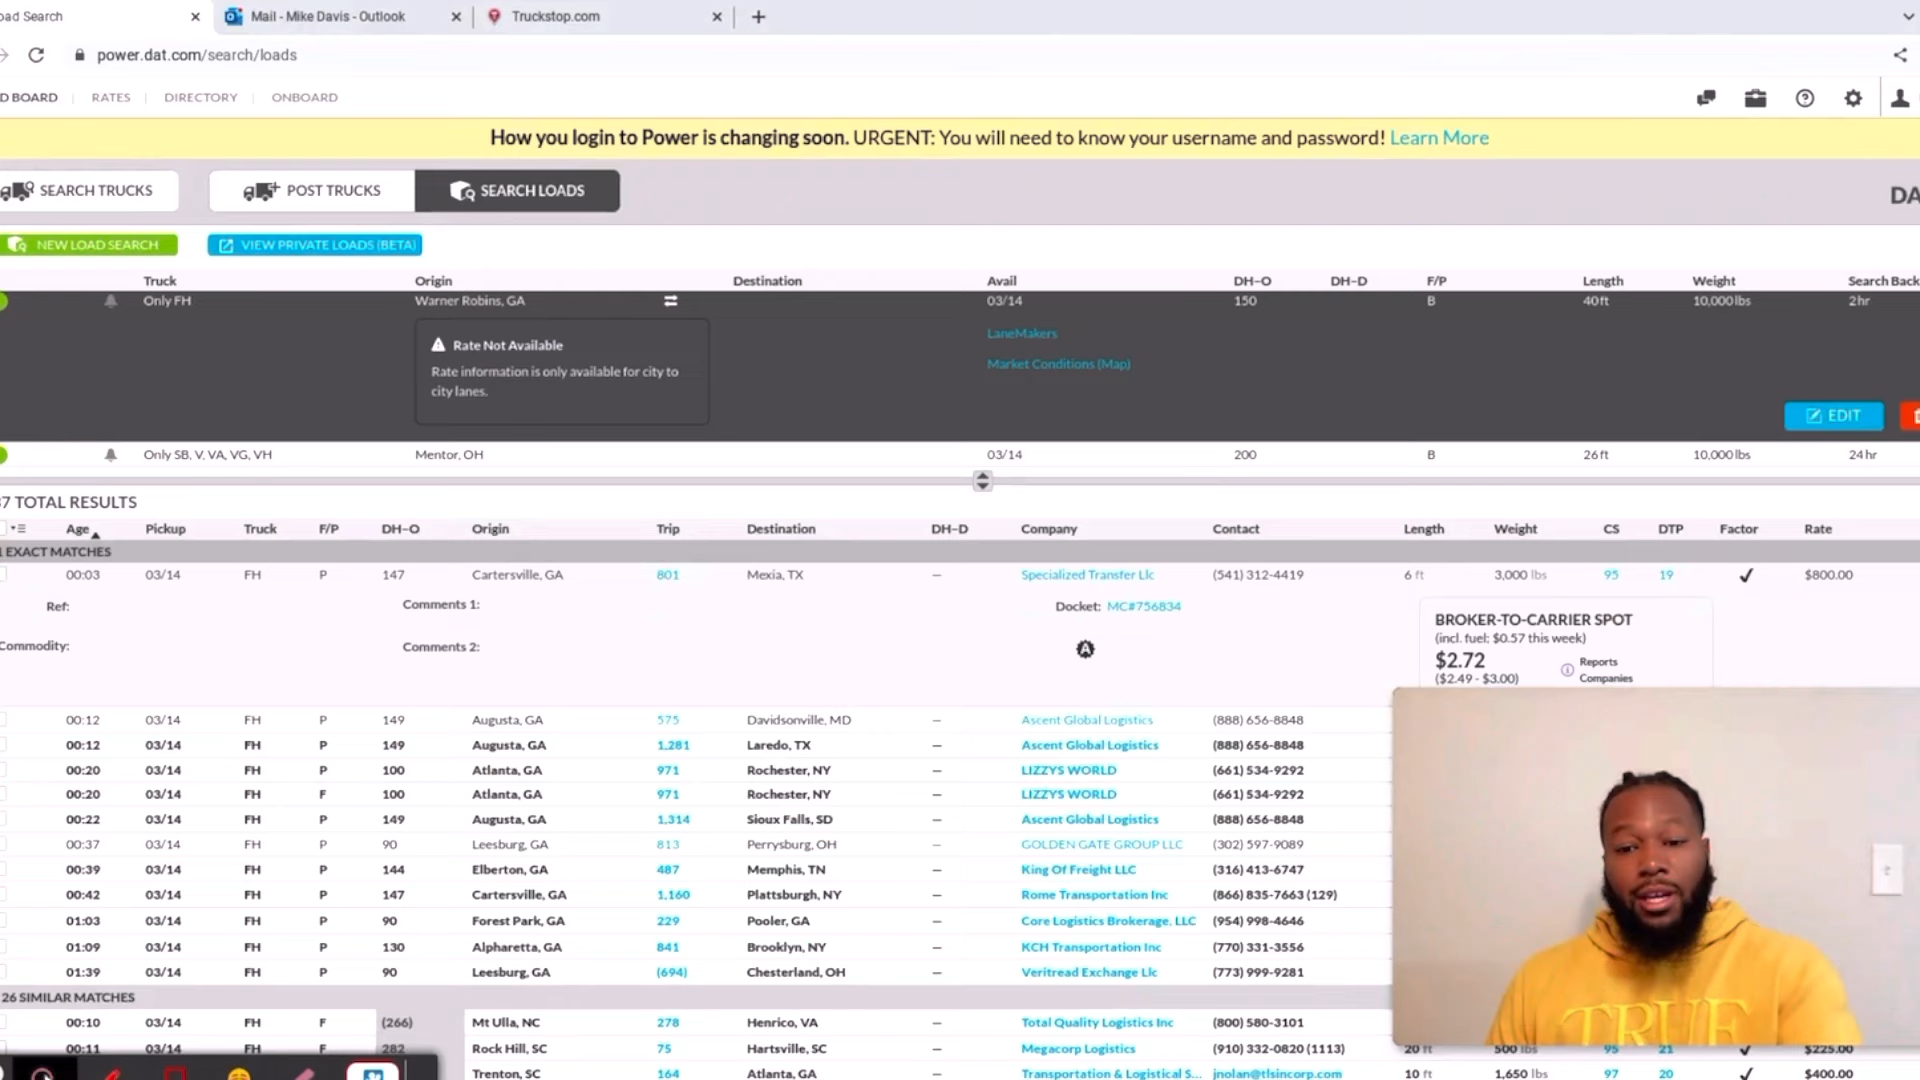 oad Search
Mail - Mike Davis - Outlook
Truckstop.com
power.dat.com/search/loads
D BOARD RATES DIRECTORY ONBOARD
How you login to Power is changing soon. URGENT: You will need to know your username and password! Learn More
SEARCH TRUCKS POST TRUCKS SEARCH LOADS
DA
NEW LOAD SEARCH VIEW PRIVATE LOADS (BETA)
Truck Origin Destination Avail DH-O DH-D F/P Length Weight Search Back
Only FH Warner Robins, GA 03/14 150 B 40 ft 10,000 lbs 2 hr
Rate Not Available
Rate information is only available for city to
city lanes.
LaneMakers
Market Conditions (Map)
EDIT
Only SB, V, VA, VG, VH Mentor, OH 03/14 200 B 26 ft 10,000 lbs 24 hr
37 TOTAL RESULTS
Age Pickup Truck F/P DH-O Origin Trip Destination DH-D Company Contact Length Weight CS DTP Factor Rate
1 EXACT MATCHES
00:03 03/14 FH P 147 Cartersville, GA 801 Mexia, TX – Specialized Transfer Llc (541) 312-4419 6 ft 3,000 lbs 95 19 ✓ $800.00
Ref: Comments 1: Docket: MC#756834
Commodity: Comments 2:
A
BROKER-TO-CARRIER SPOT
(incl. fuel: $0.57 this week)
$2.72
($2.49 - $3.00)
Reports
Companies
00:12 03/14 FH P 149 Augusta, GA 575 Davidsonville, MD – Ascent Global Logistics (888) 656-8848
00:12 03/14 FH P 149 Augusta, GA 1,281 Laredo, TX – Ascent Global Logistics (888) 656-8848
00:20 03/14 FH P 100 Atlanta, GA 971 Rochester, NY – LIZZYS WORLD (661) 534-9292
00:20 03/14 FH F 100 Atlanta, GA 971 Rochester, NY – LIZZYS WORLD (661) 534-9292
00:22 03/14 FH P 149 Augusta, GA 1,314 Sioux Falls, SD – Ascent Global Logistics (888) 656-8848
00:37 03/14 FH P 90 Leesburg, GA 813 Perrysburg, OH – GOLDEN GATE GROUP LLC (302) 597-9089
00:39 03/14 FH P 144 Elberton, GA 487 Memphis, TN – King Of Freight LLC (316) 413-6747
00:42 03/14 FH P 147 Cartersville, GA 1,160 Plattsburgh, NY – Rome Transportation Inc (866) 835-7663 (129)
01:03 03/14 FH P 90 Forest Park, GA 229 Pooler, GA – Core Logistics Brokerage, LLC (954) 998-4646
01:09 03/14 FH P 130 Alpharetta, GA 841 Brooklyn, NY – KCH Transportation Inc (770) 331-3556
01:39 03/14 FH P 90 Leesburg, GA (694) Chesterland, OH – Veritread Exchange Llc (773) 999-9281
26 SIMILAR MATCHES
00:10 03/14 FH F (266) Mt Ulla, NC 278 Henrico, VA Total Quality Logistics Inc (800) 580-3101
00:11 03/14 FH F 282 Rock Hill, SC 75 Hartsville, SC Megacorp Logistics (910) 332-0820 (1113) 20 ft 500 lbs 95 21 ✓ $225.00
Trenton, SC 164 Atlanta, GA Transportation & Logistical S... jnolan@tlsincorp.com 10 ft 1,650 lbs 97 20 ✓ $400.00
TRUE